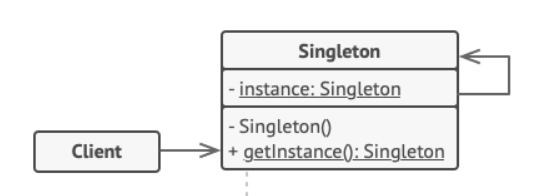 Singleton
- instance: Singleton
- Singleton()
+ getInstance(): Singleton
Client